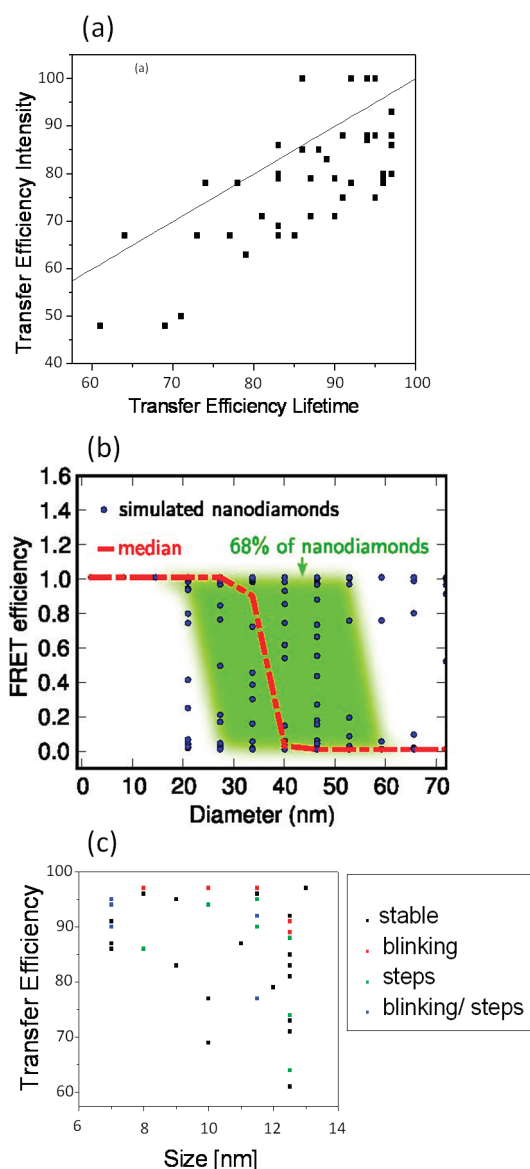 (a)
(a)
Transfer Efficiency Intensity
100
90
80
70
60
50
40
60 70 80 90 100
Transfer Efficiency Lifetime
(b)
FRET efficiency
1.6
1.4
1.2
1.0
0.8
0.6
0.4
0.2
0.0
simulated nanodiamonds
median
68% of nanodiamonds
0 10 20 30 40 50 60 70
Diameter (nm)
(c)
Transfer Efficiency
100
90
80
70
60
6 8 10 12 14
Size [nm]
stable
blinking
steps
blinking/ steps